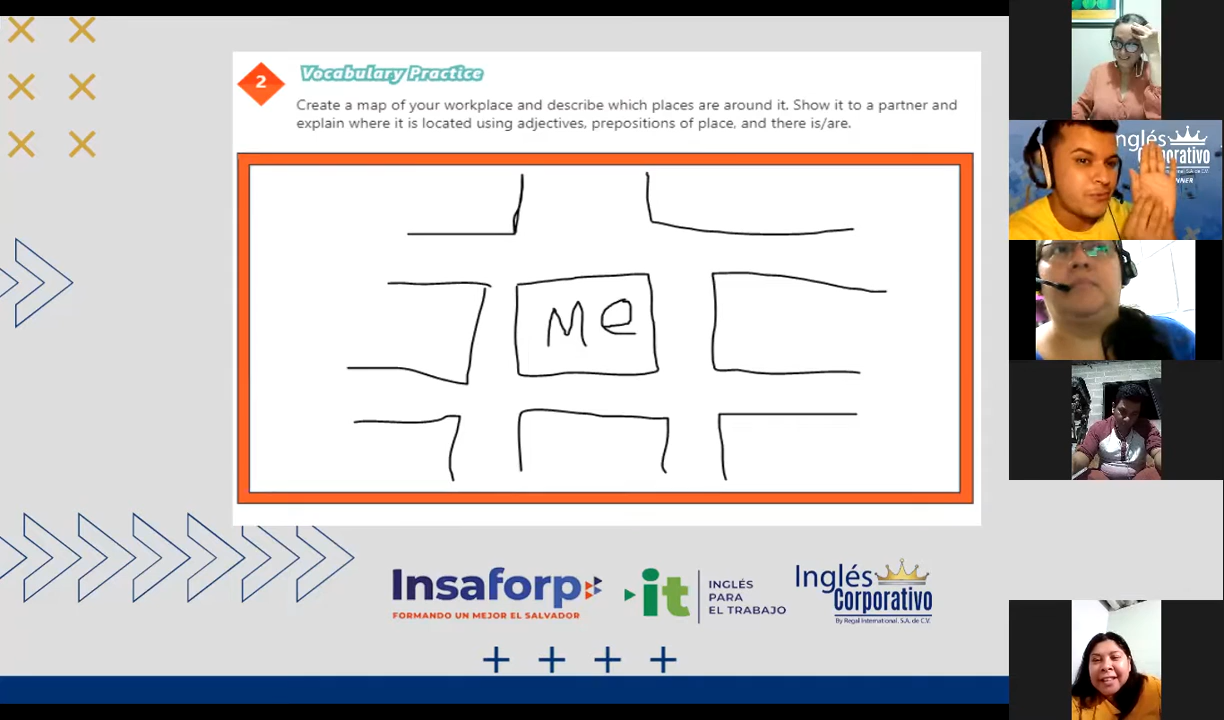 2
Vocabulary Practice
Create a map of your workplace and describe which places are around it. Show it to a partner and
explain where it is located using adjectives, prepositions of place, and there is/are.
Me
Insaforp
FORMANDO UN MEJOR EL SALVADOR
it
INGLÉS
PARA
EL TRABAJO
Inglés
Corporativo
By Regal International, S.A. de C.V.
Inglés
Corporativo